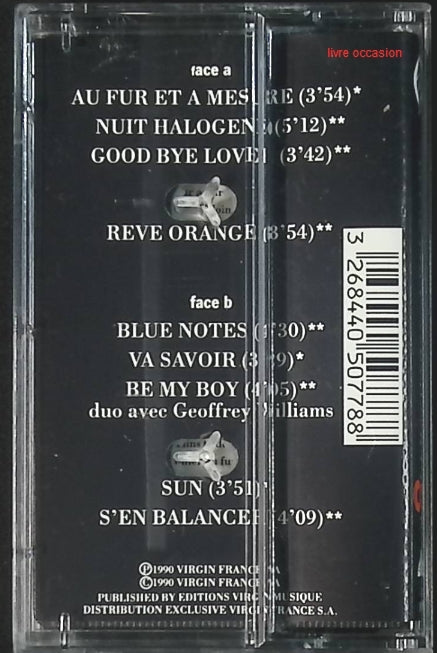 livre occasion
face a
AU FUR ET A MESURE (3'54)*
NUIT HALOGENE (5'12)**
GOOD BYE LOVER (3'42)**
REVE ORANGE (3'54)**
face b
BLUE NOTES (4'30)**
VA SAVOIR (3'29)*
BE MY BOY (4'05)**
duo avec Geoffrey Williams
SUN (3'51)*
S'EN BALANCER (4'09)**
3 268440 507788
Ⓟ1990 VIRGIN FRANCE SA
©1990 VIRGIN FRANCE SA
PUBLISHED BY EDITIONS VIRGIN MUSIQUE
DISTRIBUTION EXCLUSIVE VIRGIN FRANCE S.A.